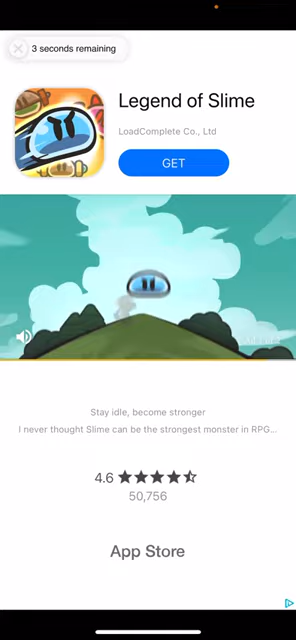 3 seconds remaining
Legend of Slime
LoadComplete Co., Ltd
GET
Stay idle, become stronger
I never thought Slime can be the strongest monster in RPG...
4.6
50,756
App Store